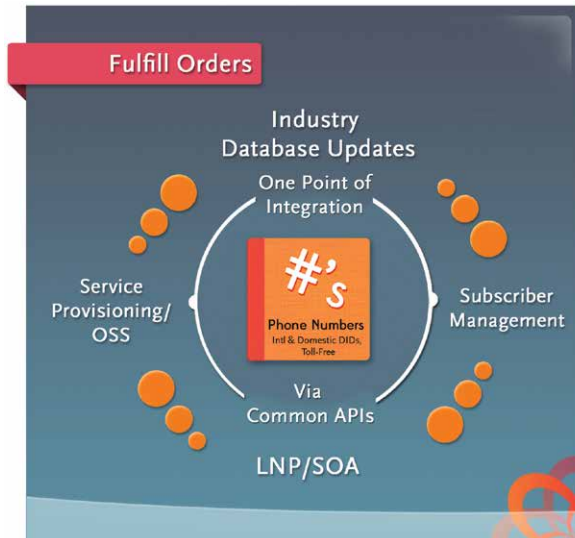 Fulfill Orders
Industry
Database Updates
One Point of
Integration
Service
Provisioning/
OSS
#'s
Phone Numbers
Intl & Domestic DIDs,
Toll-Free
Subscriber
Management
Via
Common APIs
LNP/SOA